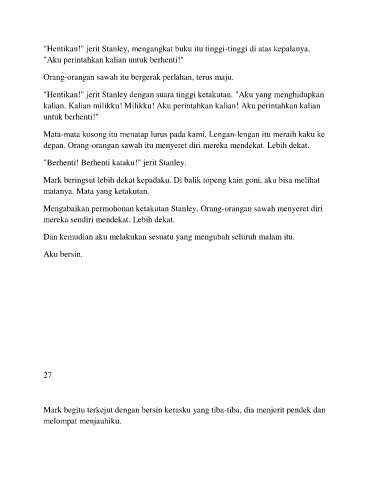 "Hentikan!" jerit Stanley, mengangkat buku itu tinggi-tinggi di atas kepalanya.
"Aku perintahkan kalian untuk berhenti!"
Orang-orangan sawah itu bergerak perlahan, terus maju.
"Hentikan!" jerit Stanley dengan suara tinggi ketakutan. "Aku yang menghidupkan
kalian. Kalian milikku! Milikku! Aku perintahkan kalian! Aku perintahkan kalian
untuk berhenti!"
Mata-mata kosong itu menatap lurus pada kami. Lengan-lengan itu meraih kaku ke
depan. Orang-orangan sawah itu menyeret diri mereka mendekat. Lebih dekat.
"Berhenti! Berhenti kataku!" jerit Stanley.
Mark beringsut lebih dekat kepadaku. Di balik topeng kain goni, aku bisa melihat
matanya. Mata yang ketakutan.
Mengabaikan permohonan ketakutan Stanley, Orang-orangan sawah menyeret diri
mereka sendiri mendekat. Lebih dekat.
Dan kemudian aku melakukan sesuatu yang mengubah seluruh malam itu.
Aku bersin.
27
Mark begitu terkejut dengan bersin kerasku yang tiba-tiba, dia menjerit pendek dan
melompat menjauhiku.